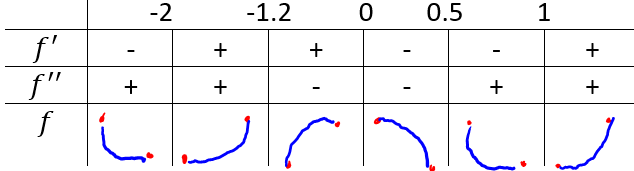 -2 -1.2 0 0.5 1
f′ - + + - - +
f′′ + + - - + +
f